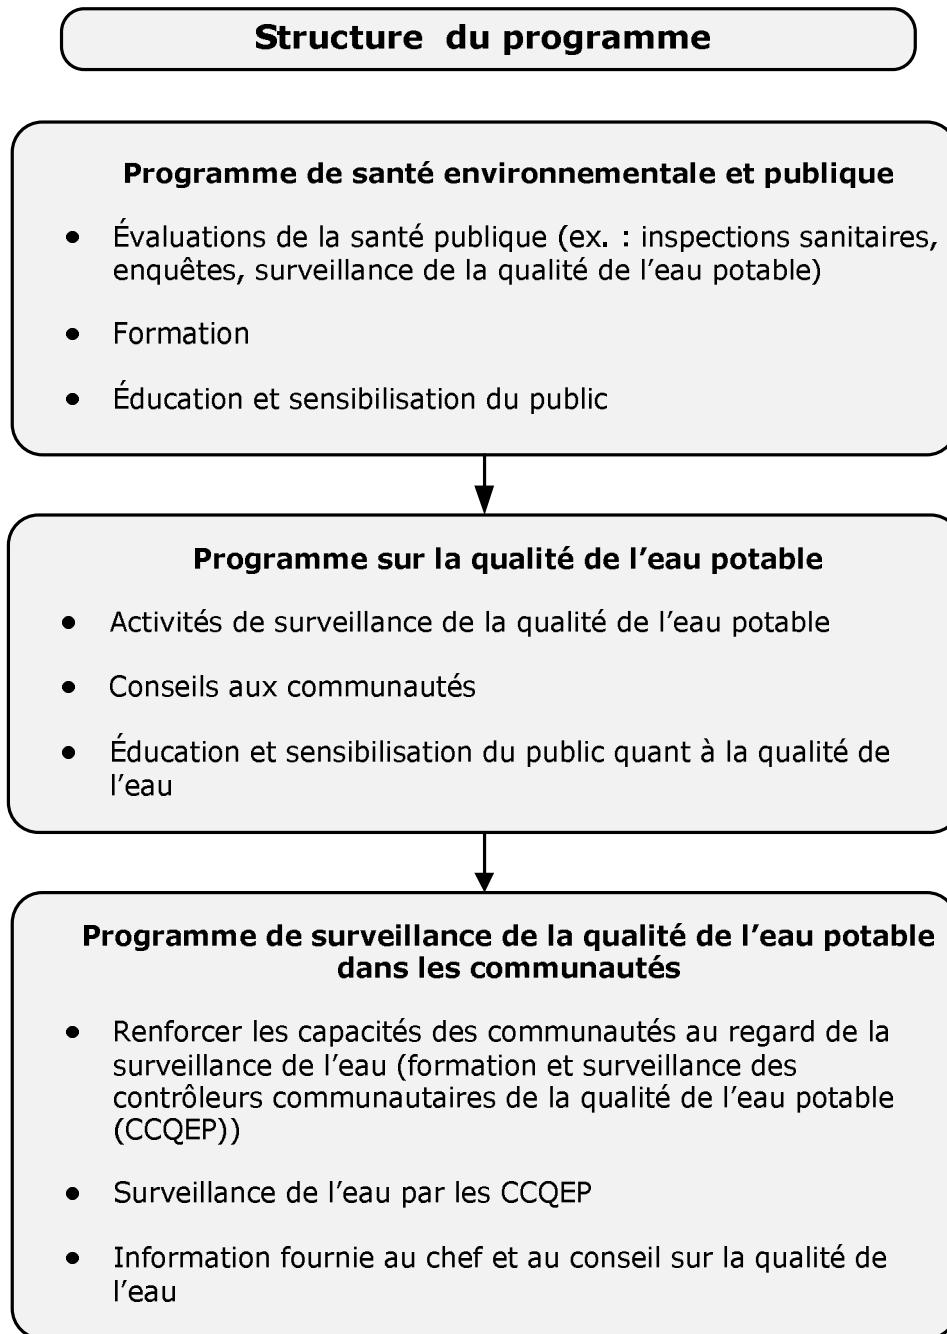 Structure du programme
Programme de santé environnementale et publique
• Évaluations de la santé publique (ex. : inspections sanitaires,
enquêtes, surveillance de la qualité de l’eau potable)
• Formation
• Éducation et sensibilisation du public
Programme sur la qualité de l’eau potable
• Activités de surveillance de la qualité de l’eau potable
• Conseils aux communautés
• Éducation et sensibilisation du public quant à la qualité de
l’eau
Programme de surveillance de la qualité de l’eau potable
dans les communautés
• Renforcer les capacités des communautés au regard de la
surveillance de l’eau (formation et surveillance des
contrôleurs communautaires de la qualité de l’eau potable
(CCQEP))
• Surveillance de l’eau par les CCQEP
• Information fournie au chef et au conseil sur la qualité de
l’eau